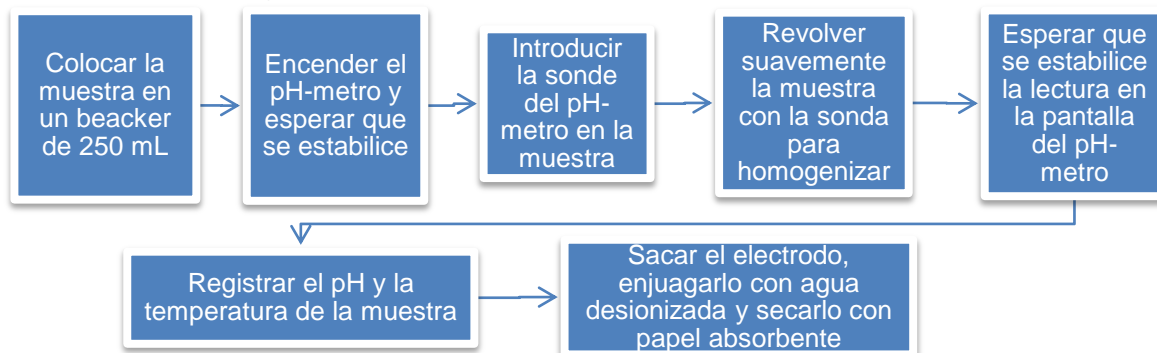 Colocar la
muestra en
un beacker
de 250 mL
Encender el
pH-metro y
esperar que
se estabilice
Introducir
la sonde
del pH-
metro en la
muestra
Revolver
suavemente
la muestra
con la sonda
para
homogenizar
Esperar que
se estabilice
la lectura en
la pantalla
del pH-
metro
Registrar el pH y la
temperatura de la muestra
Sacar el electrodo,
enjuagarlo con agua
desionizada y secarlo con
papel absorbente